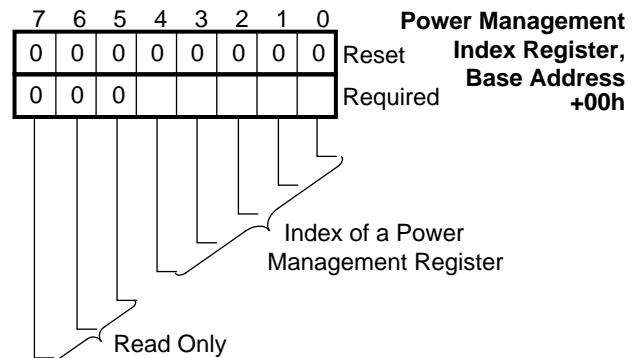 7 6 5 4 3 2 1 0
Power Management
Index Register,
Base Address
+00h
0 0 0 0 0 0 0 0 Reset
0 0 0 Required
Index of a Power
Management Register
Read Only